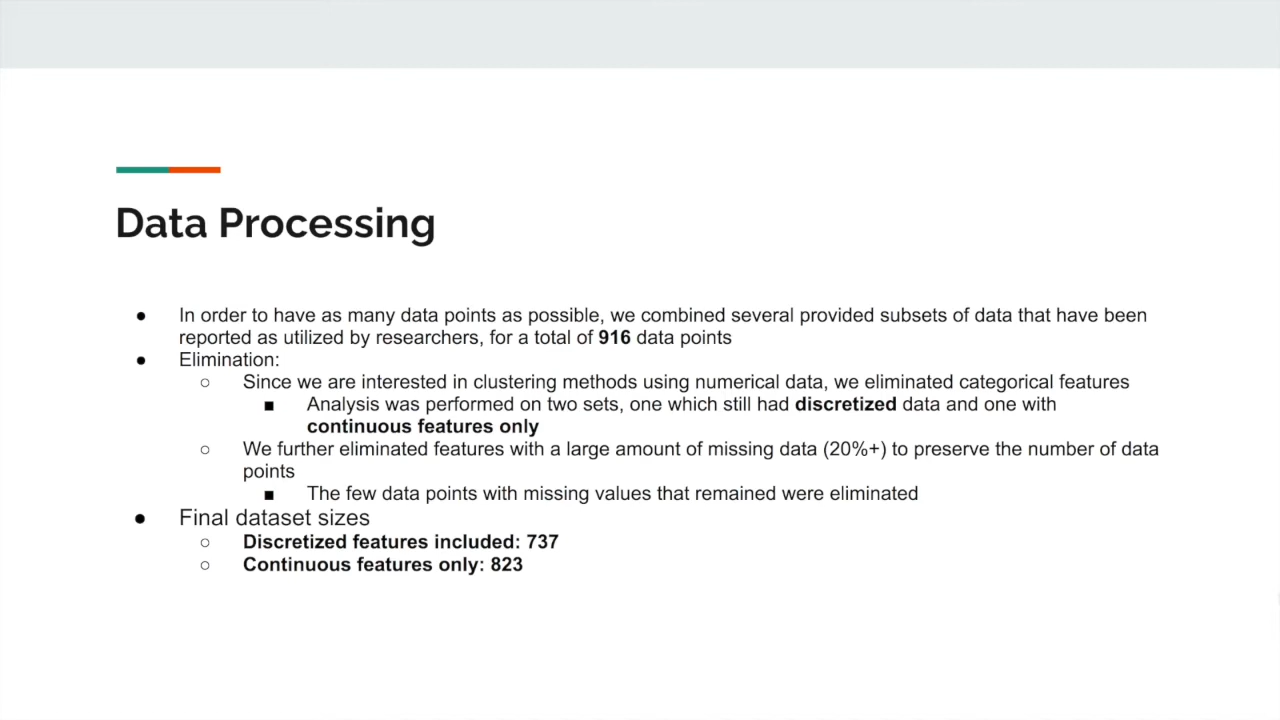 Data Processing
● In order to have as many data points as possible, we combined several provided subsets of data that have been
reported as utilized by researchers, for a total of 916 data points
● Elimination:
○ Since we are interested in clustering methods using numerical data, we eliminated categorical features
■ Analysis was performed on two sets, one which still had discretized data and one with
continuous features only
○ We further eliminated features with a large amount of missing data (20%+) to preserve the number of data
points
■ The few data points with missing values that remained were eliminated
● Final dataset sizes
○ Discretized features included: 737
○ Continuous features only: 823